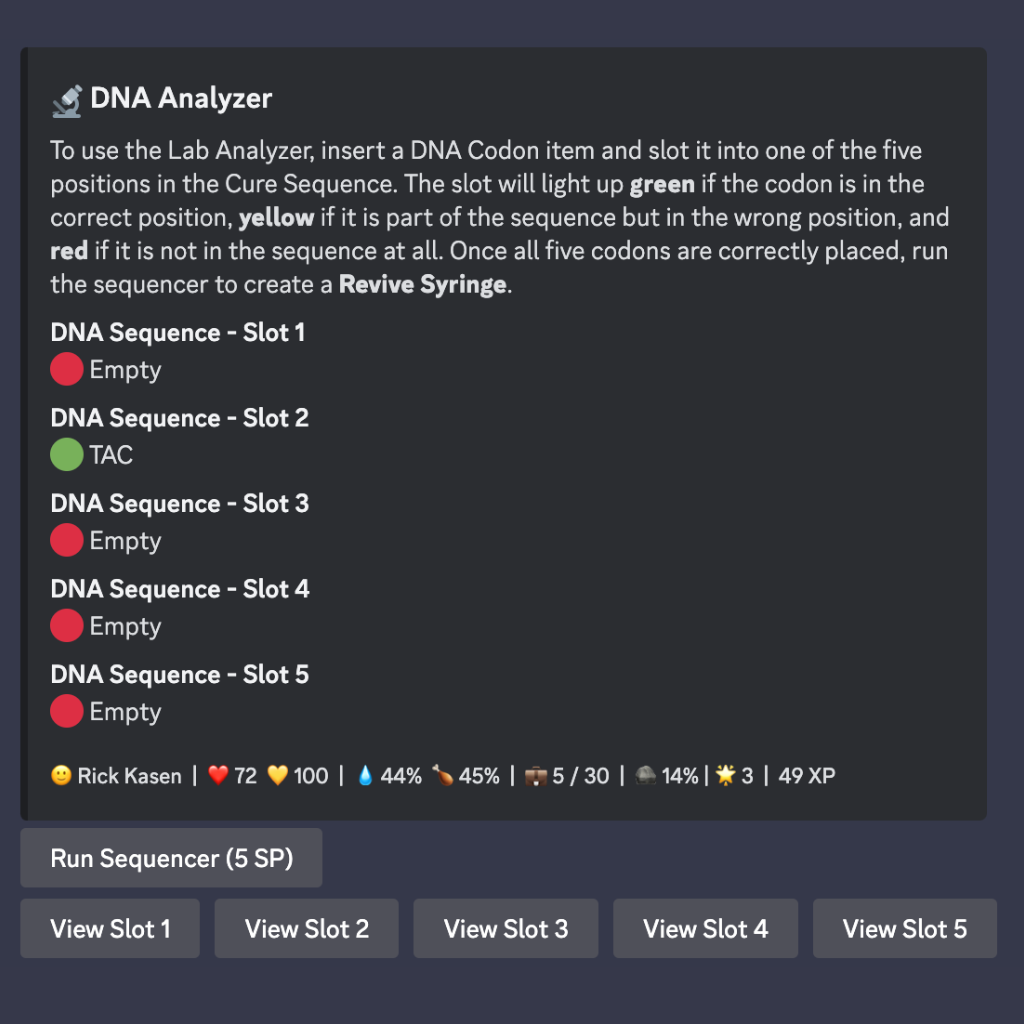 DNA Analyzer
To use the Lab Analyzer, insert a DNA Codon item and slot it into one of the five
positions in the Cure Sequence. The slot will light up green if the codon is in the
correct position, yellow if it is part of the sequence but in the wrong position, and
red if it is not in the sequence at all. Once all five codons are correctly placed, run
the sequencer to create a Revive Syringe.
DNA Sequence - Slot 1
Empty
DNA Sequence - Slot 2
TAC
DNA Sequence - Slot 3
Empty
DNA Sequence - Slot 4
Empty
DNA Sequence - Slot 5
Empty
Rick Kasen | 72 100 | 44% 45% | 5 / 30 | 14% | 3 | 49 XP
Run Sequencer (5 SP)
View Slot 1 View Slot 2 View Slot 3 View Slot 4 View Slot 5